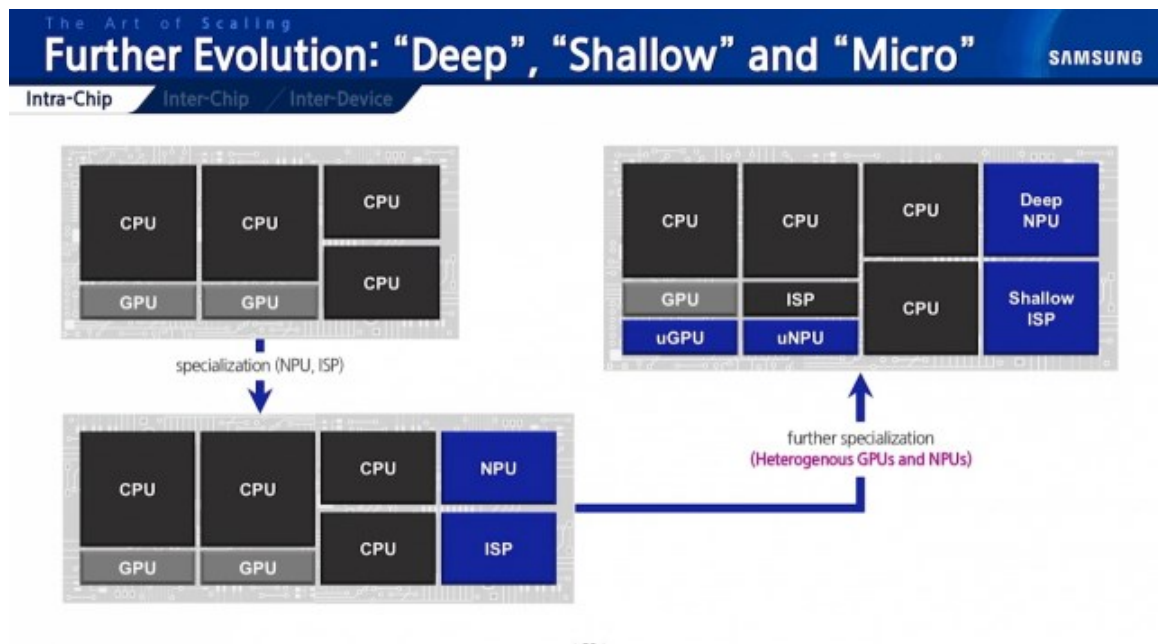 The Art of Scaling
Further Evolution: “Deep”, “Shallow” and “Micro”
SAMSUNG
Intra-Chip
Inter-Chip
Inter-Device
CPU
CPU
CPU
CPU
GPU
GPU
specialization (NPU, ISP)
CPU
CPU
CPU
NPU
CPU
ISP
GPU
GPU
further specialization
(Heterogenous GPUs and NPUs)
CPU
CPU
CPU
Deep
NPU
GPU
ISP
CPU
Shallow
ISP
uGPU
uNPU